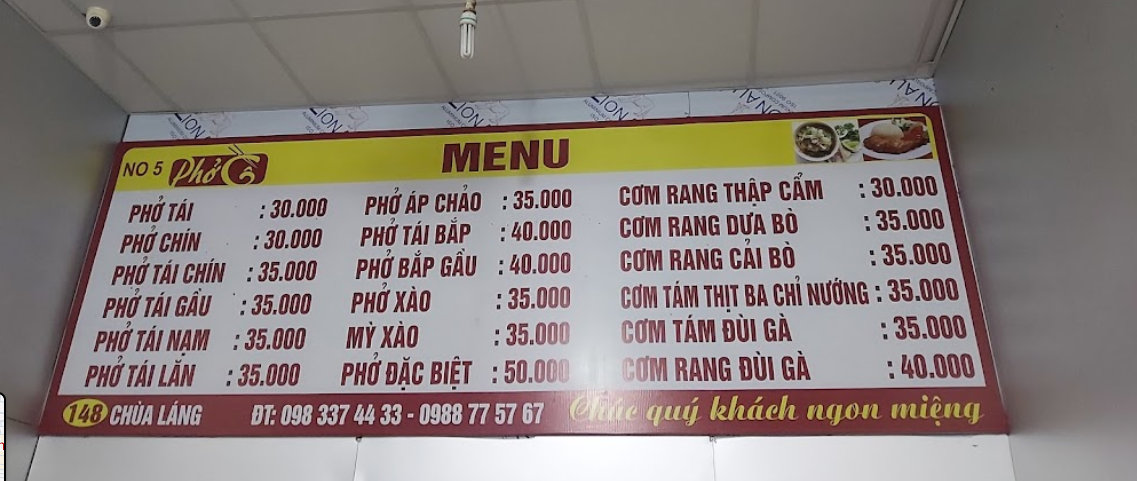 NO 5 Phở Cồ
MENU
PHỞ TÁI : 30.000
PHỞ CHÍN : 30.000
PHỞ TÁI CHÍN : 35.000
PHỞ TÁI GẦU : 35.000
PHỞ TÁI NẠM : 35.000
PHỞ TÁI LĂN : 35.000
PHỞ ÁP CHẢO : 35.000
PHỞ TÁI BẮP : 40.000
PHỞ BẮP GẦU : 40.000
PHỞ XÀO : 35.000
MỲ XÀO : 35.000
PHỞ ĐẶC BIỆT : 50.000
CƠM RANG THẬP CẨM : 30.000
CƠM RANG DƯA BÒ : 35.000
CƠM RANG CẢI BÒ : 35.000
CƠM TÁM THỊT BA CHỈ NƯỚNG : 35.000
CƠM TÁM ĐÙI GÀ : 35.000
CƠM RANG ĐÙI GÀ : 40.000
148 CHÙA LÁNG ĐT: 098 337 44 33 - 0988 77 57 67 Chúc quý khách ngon miệng